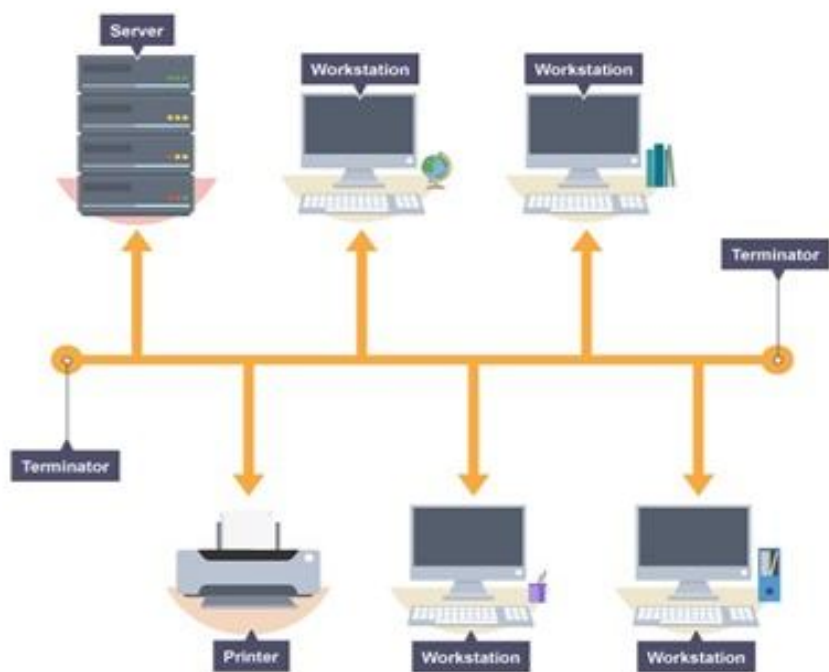 Server
Workstation
Workstation
Terminator
Terminator
Printer
Workstation
Workstation